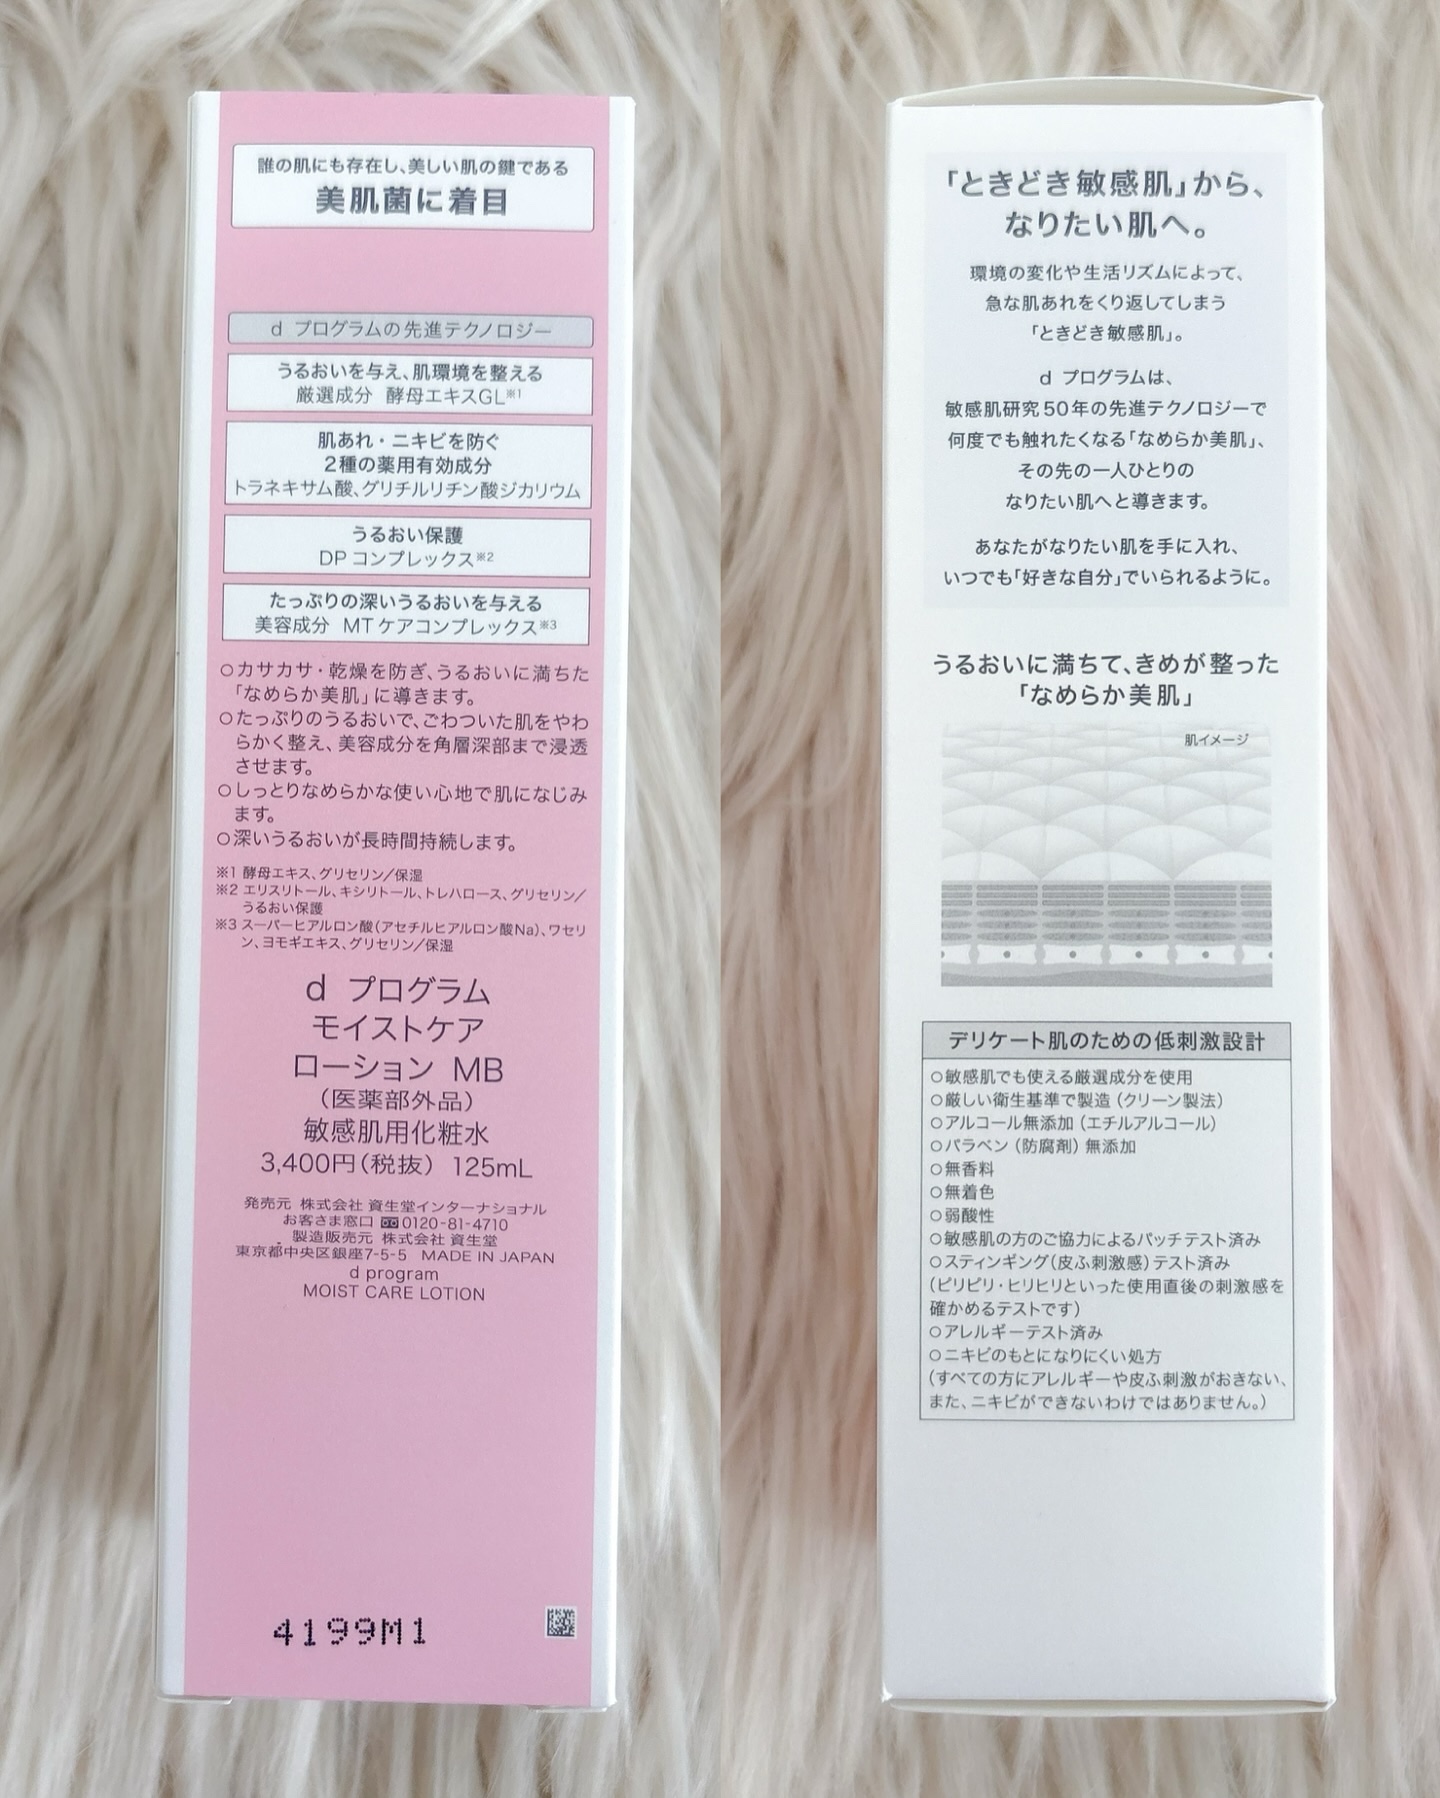 誰の肌にも存在し、美しい肌の鍵である
美肌菌に着目
d プログラムの先進テクノロジー
うるおいを与え、肌環境を整える
厳選成分 酵母エキスGL※1
肌あれ・ニキビを防ぐ
2種の薬用有効成分
トラネキサム酸、グリチルリチン酸ジカリウム
うるおい保護
DP コンプレックス※2
たっぷりの深いうるおいを与える
美容成分 MTケアコンプレックス※3
○カサカサ・乾燥を防ぎ、うるおいに満ちた
「なめらか美肌」に導きます。
○たっぷりのうるおいで、ごわついた肌をやわ
らかく整え、美容成分を角層深部まで浸透
させます。
○しっとりなめらかな使い心地で肌になじみ
ます。
○深いうるおいが長時間持続します。
※1 酵母エキス、グリセリン/保湿
※2 エリスリトール、キシリトール、トレハロース、グリセリン/
うるおい保護
※3 スーパーヒアルロン酸(アセチルヒアルロン酸Na)、ワセリ
ン、ヨモギエキス、グリセリン/保湿
d プログラム
モイストケア
ローション MB
(医薬部外品)
敏感肌用化粧水
3,400円(税抜) 125mL
発売元 株式会社 資生堂インターナショナル
お客さま窓口 0120-81-4710
製造販売元 株式会社 資生堂
東京都中央区銀座7-5-5 MADE IN JAPAN
d program
MOIST CARE LOTION
4199M1
「ときどき敏感肌」から、
なりたい肌へ。
環境の変化や生活リズムによって、
急な肌あれをくり返してしまう
「ときどき敏感肌」。
d プログラムは、
敏感肌研究50年の先進テクノロジーで
何度でも触れたくなる「なめらか美肌」、
その先の一人ひとりの
なりたい肌へと導きます。
あなたがなりたい肌を手に入れ、
いつでも「好きな自分」でいられるように。
うるおいに満ちて、きめが整った
「なめらか美肌」
肌イメージ
デリケート肌のための低刺激設計
○敏感肌でも使える厳選成分を使用
○厳しい衛生基準で製造(クリーン製法)
○アルコール無添加(エチルアルコール)
○パラベン(防腐剤)無添加
○無香料
○無着色
○弱酸性
○敏感肌の方のご協力によるパッチテスト済み
○スティンギング(皮ふ刺激感)テスト済み
(ピリピリ・ヒリヒリといった使用直後の刺激感を
確かめるテストです)
○アレルギーテスト済み
○ニキビのもとになりにくい処方
(すべての方にアレルギーや皮ふ刺激がおきない、
また、ニキビができないわけではありません。)